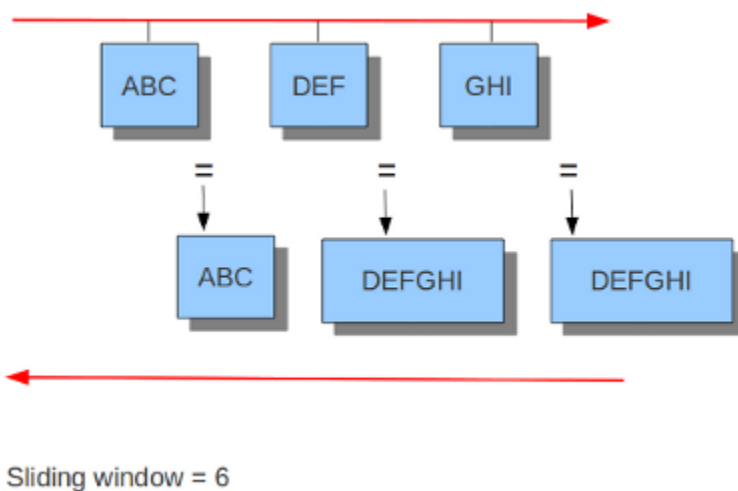 ABC DEF GHI
= = =
ABC DEFGHI DEFGHI
Sliding window = 6